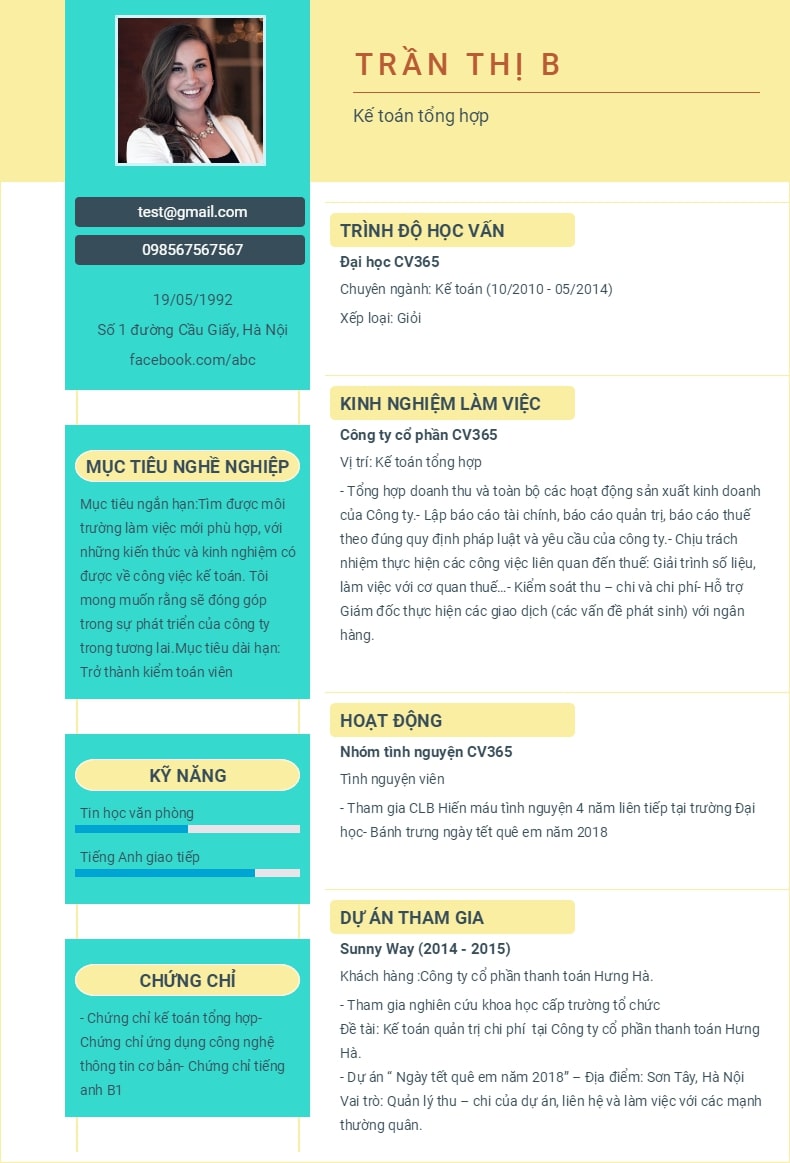 TRẦN THỊ B
Kế toán tổng hợp
test@gmail.com
098567567567
19/05/1992
Số 1 đường Cầu Giấy, Hà Nội
facebook.com/abc
MỤC TIÊU NGHỀ NGHIỆP
Mục tiêu ngắn hạn:Tìm được môi
trường làm việc mới phù hợp, với
những kiến thức và kinh nghiệm có
được về công việc kế toán. Tôi
mong muốn rằng sẽ đóng góp
trong sự phát triển của công ty
trong tương lai.Mục tiêu dài hạn:
Trở thành kiểm toán viên
KỸ NĂNG
Tin học văn phòng
Tiếng Anh giao tiếp
CHỨNG CHỈ
- Chứng chỉ kế toán tổng hợp-
Chứng chỉ ứng dụng công nghệ
thông tin cơ bản- Chứng chỉ tiếng
anh B1
TRÌNH ĐỘ HỌC VẤN
Đại học CV365
Chuyên ngành: Kế toán (10/2010 - 05/2014)
Xếp loại: Giỏi
KINH NGHIỆM LÀM VIỆC
Công ty cổ phần CV365
Vị trí: Kế toán tổng hợp
- Tổng hợp doanh thu và toàn bộ các hoạt động sản xuất kinh doanh
của Công ty.- Lập báo cáo tài chính, báo cáo quản trị, báo cáo thuế
theo đúng quy định pháp luật và yêu cầu của công ty.- Chịu trách
nhiệm thực hiện các công việc liên quan đến thuế: Giải trình số liệu,
làm việc với cơ quan thuế…- Kiểm soát thu – chi và chi phí- Hỗ trợ
Giám đốc thực hiện các giao dịch (các vấn đề phát sinh) với ngân
hàng.
HOẠT ĐỘNG
Nhóm tình nguyện CV365
Tình nguyện viên
- Tham gia CLB Hiến máu tình nguyện 4 năm liên tiếp tại trường Đại
học- Bánh trưng ngày tết quê em năm 2018
DỰ ÁN THAM GIA
Sunny Way (2014 - 2015)
Khách hàng :Công ty cổ phần thanh toán Hưng Hà.
- Tham gia nghiên cứu khoa học cấp trường tổ chức
Đề tài: Kế toán quản trị chi phí  tại Công ty cổ phần thanh toán Hưng
Hà.
- Dự án “ Ngày tết quê em năm 2018” – Địa điểm: Sơn Tây, Hà Nội
Vai trò: Quản lý thu – chi của dự án, liên hệ và làm việc với các mạnh
thường quân.